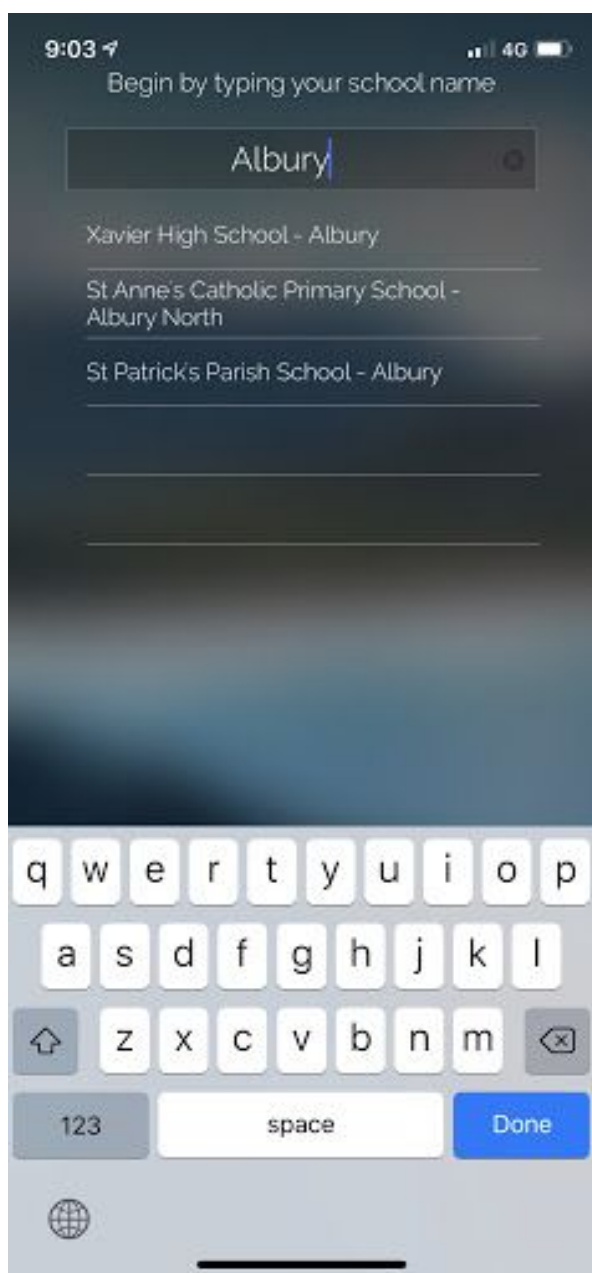 9:03 4G
Begin by typing your school name
Albury
Xavier High School - Albury
St Anne's Catholic Primary School -
Albury North
St Patrick's Parish School - Albury
q w e r t y u i o p
a s d f g h j k l
z x c v b n m
123 space Done